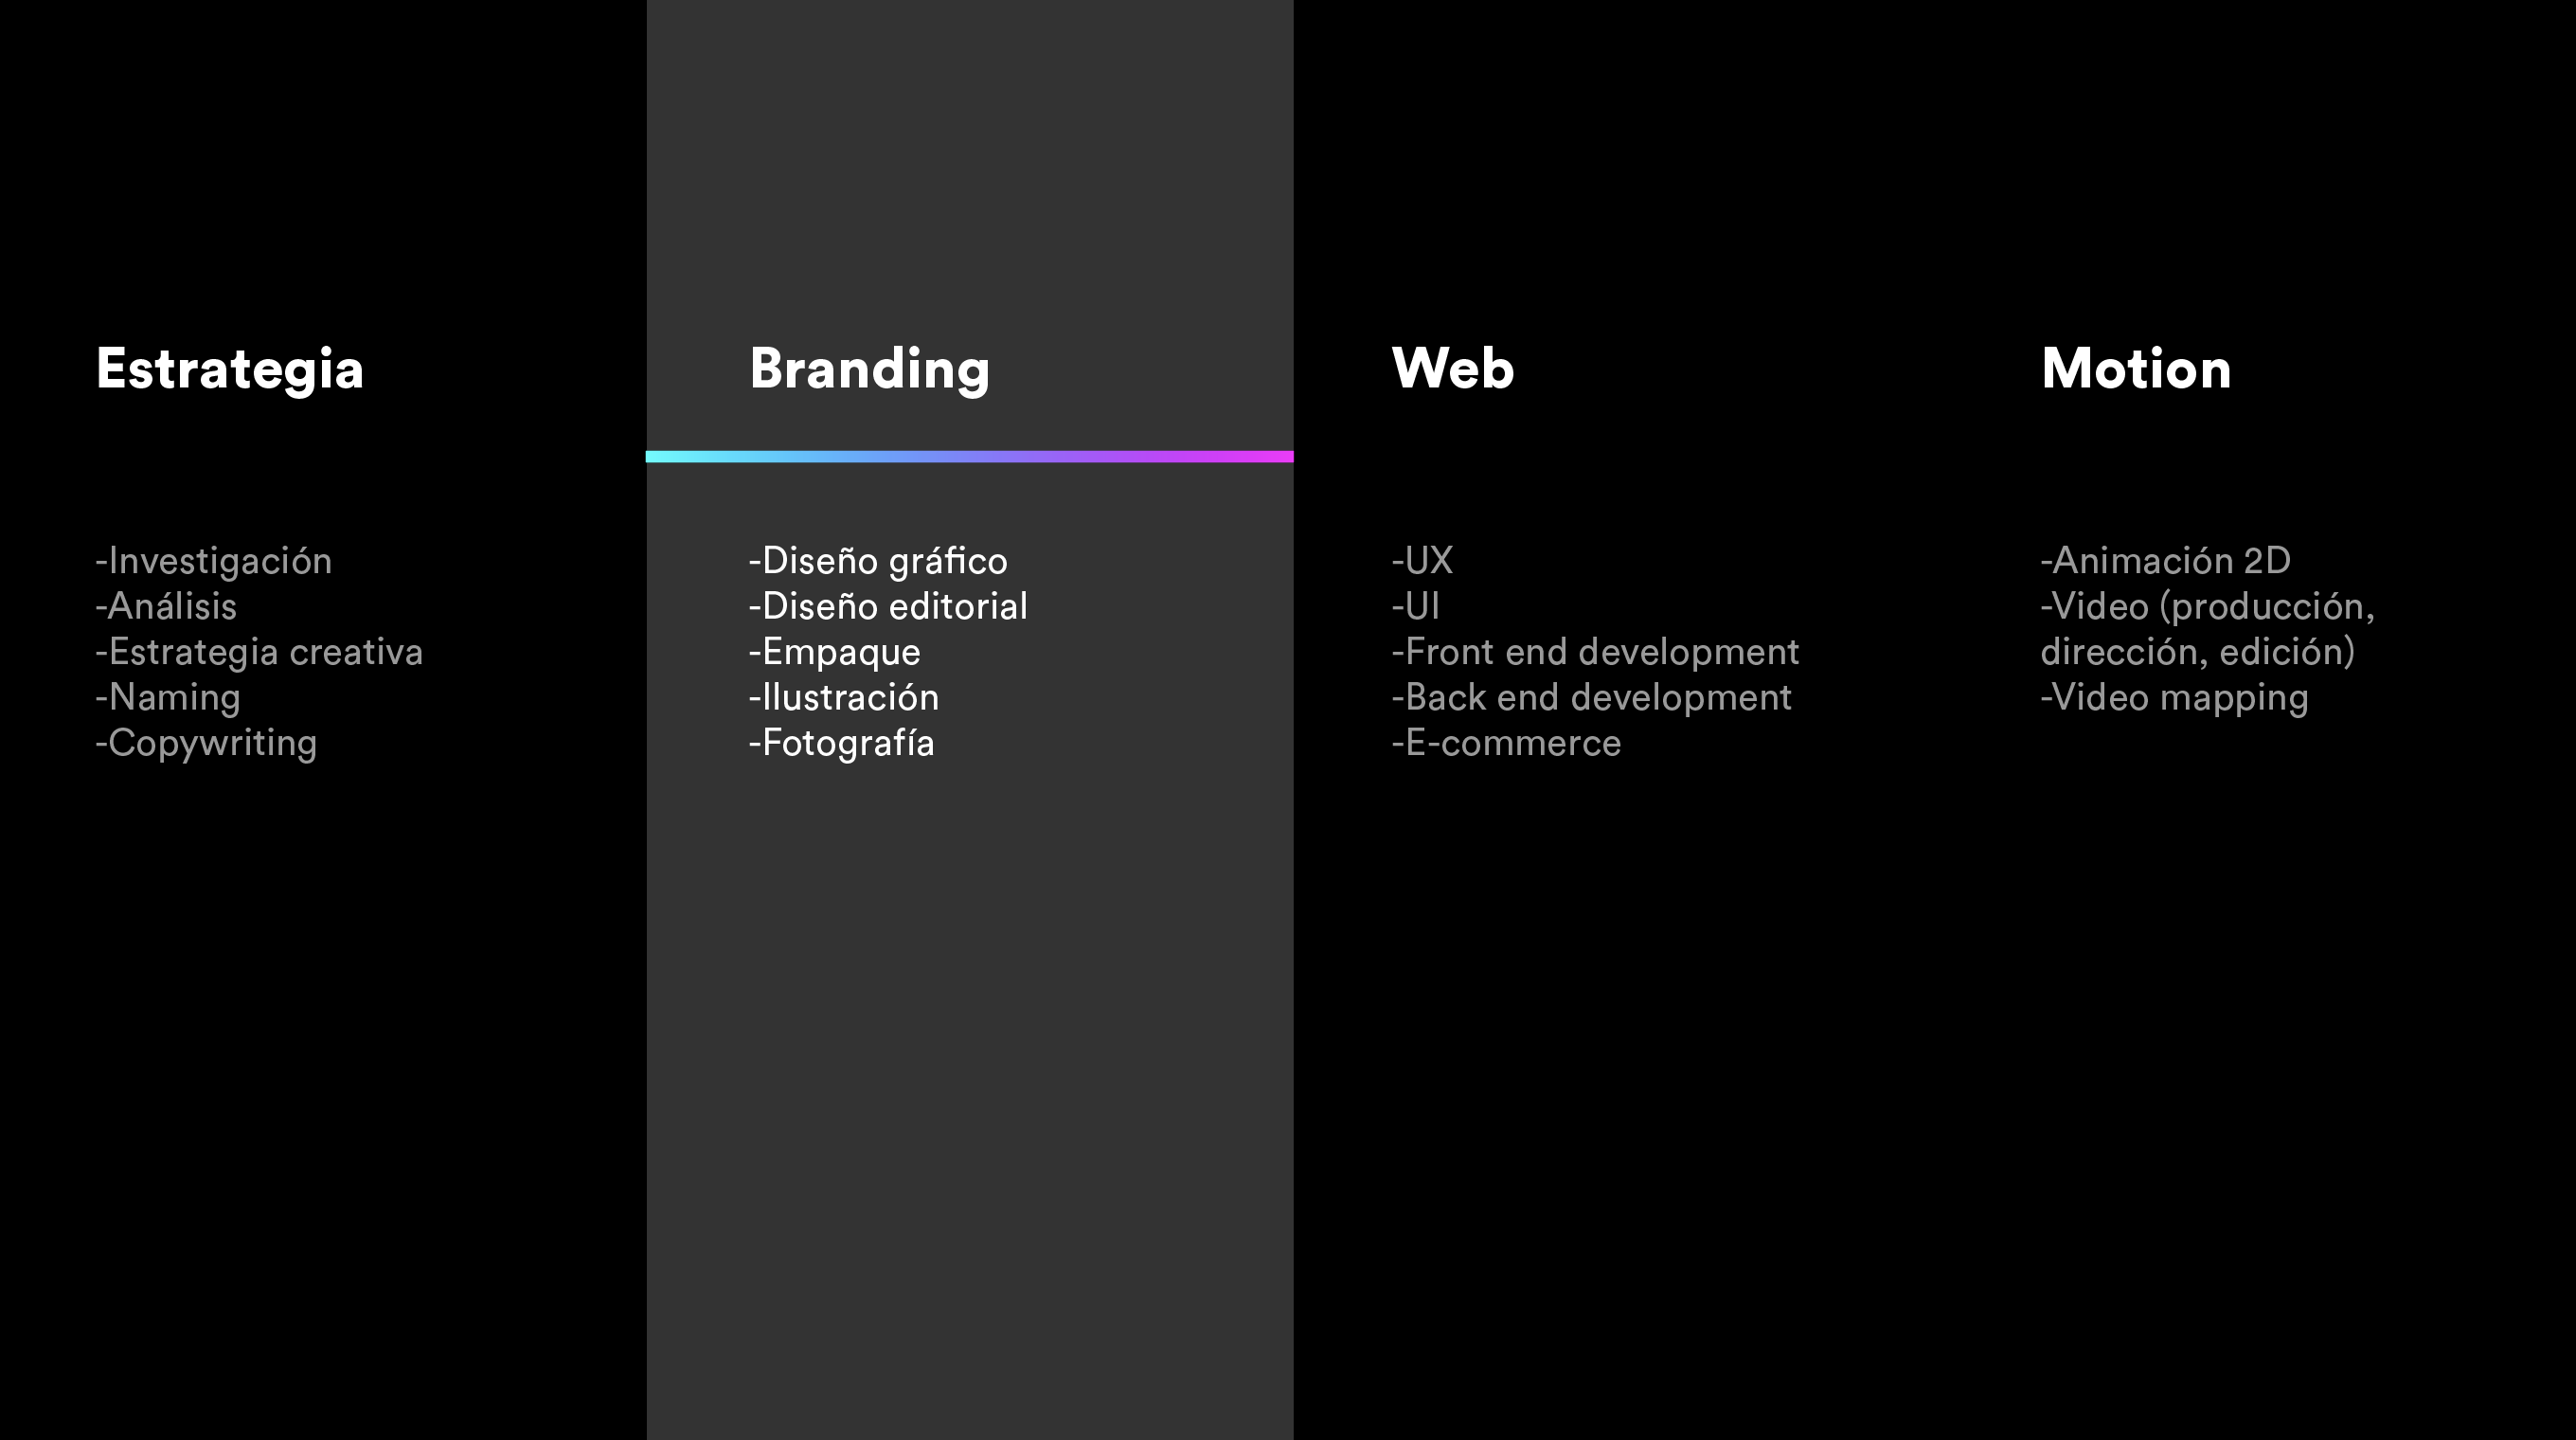 Estrategia
-Investigación
-Análisis
-Estrategia creativa
-Naming
-Copywriting
Branding
-Diseño gráfico
-Diseño editorial
-Empaque
-Ilustración
-Fotografía
Web
-UX
-UI
-Front end development
-Back end development
-E-commerce
Motion
-Animación 2D
-Video (producción,
dirección, edición)
-Video mapping